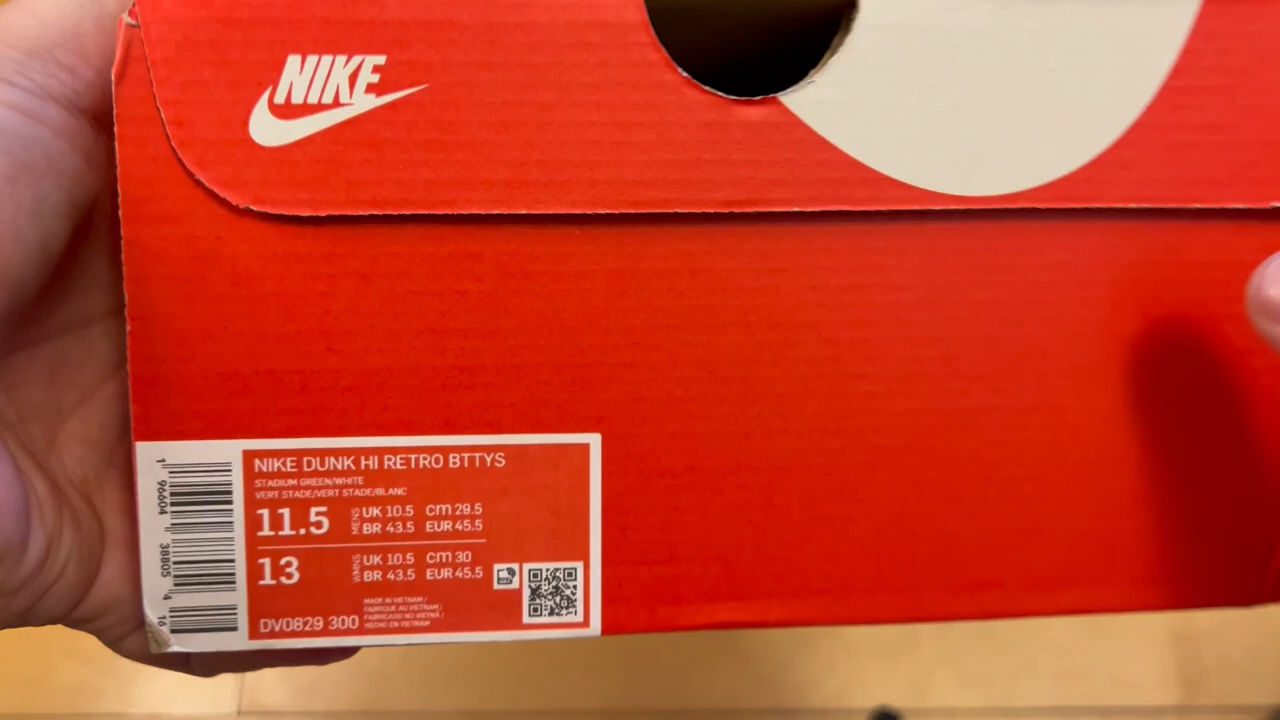 NIKE
NIKE DUNK HI RETRO BTTYS
STADIUM GREEN/WHITE
VERT STADE/VERT STADE/BLANC
11.5 MENS UK 10.5 CM 29.5
BR 43.5 EUR 45.5
13 WMNS UK 10.5 CM 30
BR 43.5 EUR 45.5
MADE IN VIETNAM /
FABRIQUE AU VIETNAM /
FABRICADO NO VIETNÃ /
HECHO EN VIETNAM
DV0829 300
1 96604 38805 4 16